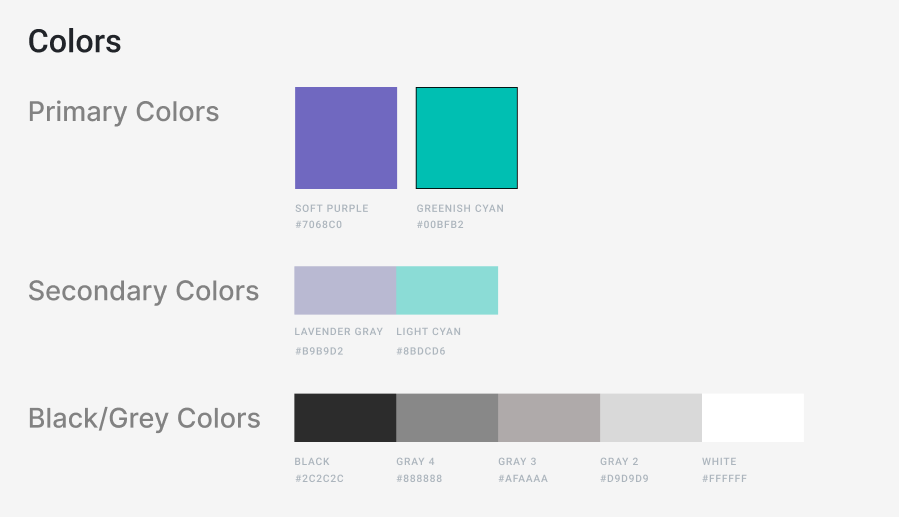 Colors
Primary Colors
SOFT PURPLE
#7068C0
GREENISH CYAN
#00BFB2
Secondary Colors
LAVENDER GRAY
#B9B9D2
LIGHT CYAN
#8BDCD6
Black/Grey Colors
BLACK
#2C2C2C
GRAY 4
#888888
GRAY 3
#AFAAAA
GRAY 2
#D9D9D9
WHITE
#FFFFFF